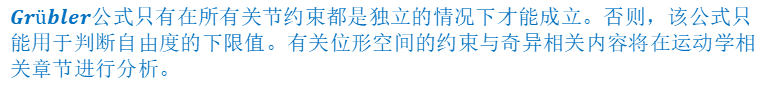 Grübler公式只有在所有关节约束都是独立的情况下才能成立。否则，该公式只
能用于判断自由度的下限值。有关位形空间的约束与奇异相关内容将在运动学相
关章节进行分析。